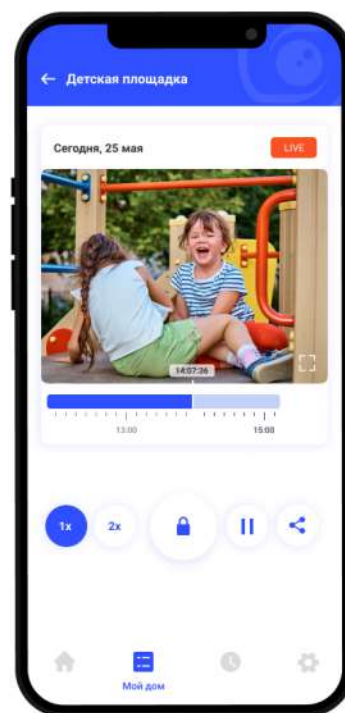 ← Детская площадка
Сегодня, 25 мая
LIVE
14:07:36
13:00
15:00
1x
2x
Мой дом